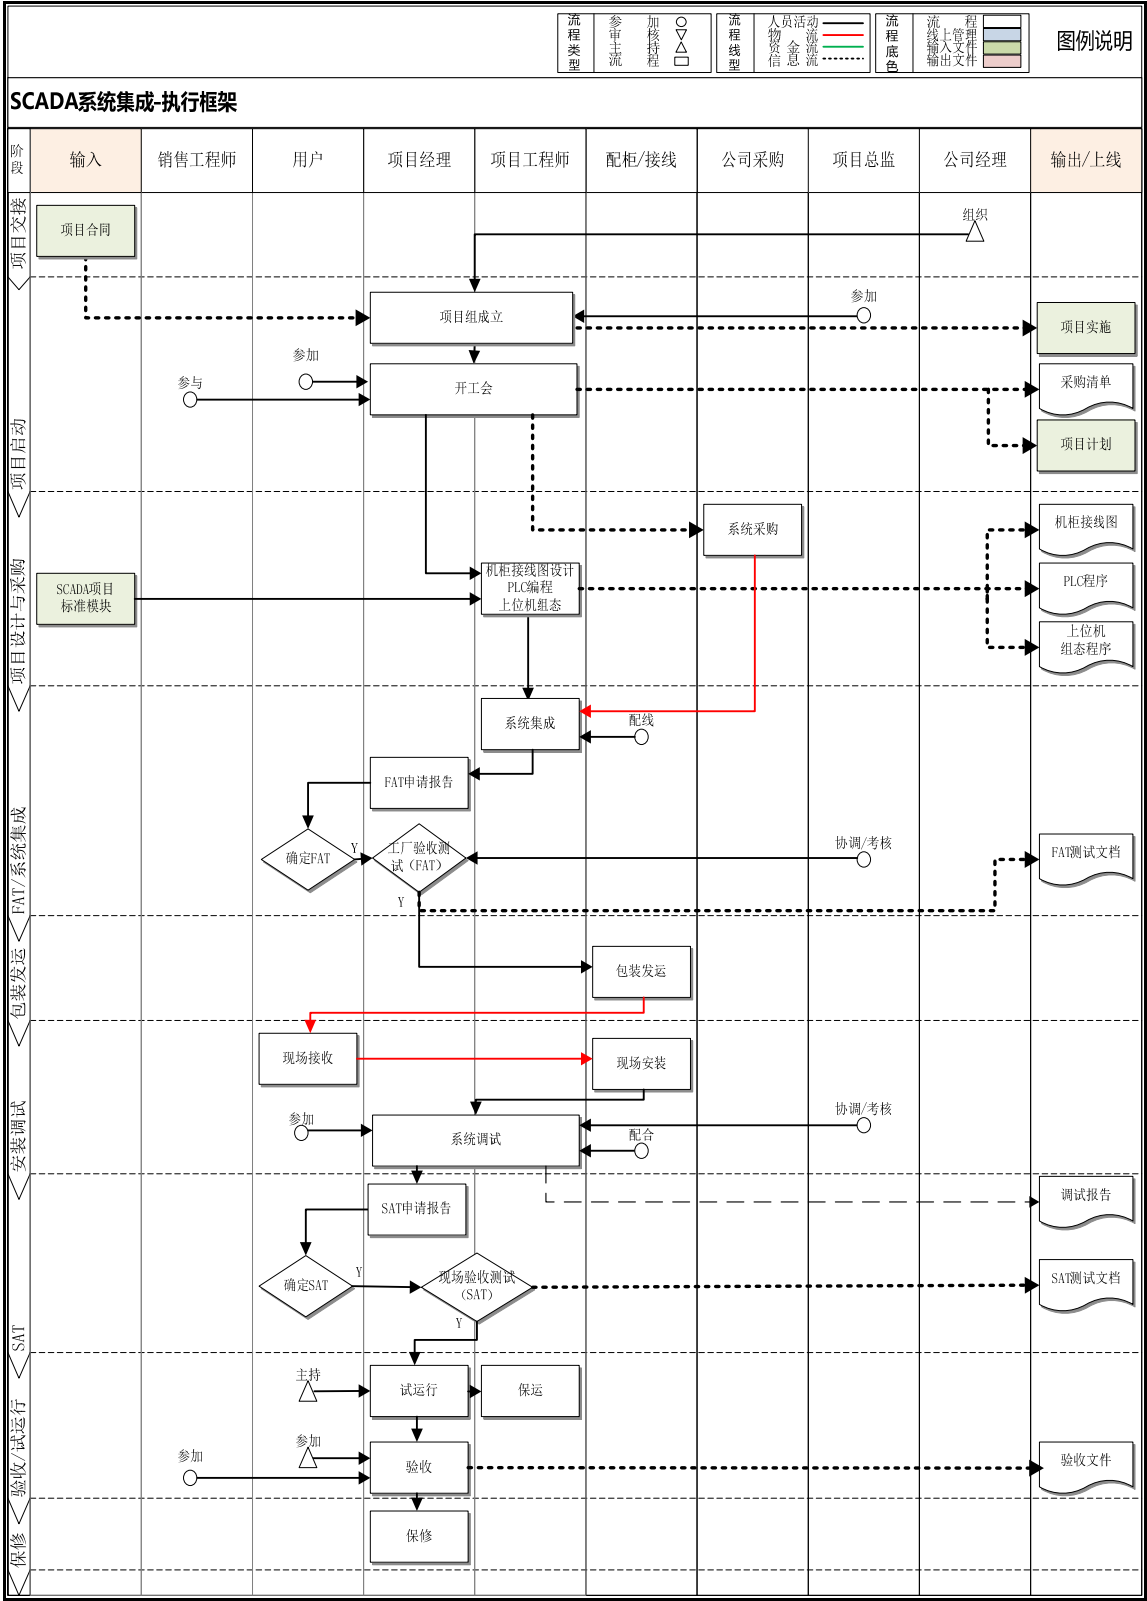 流程类型
参 加
审 核
主 持
流 程
流程线型
人员活动
物 流
资 金 流
信 息 流
流程底色
流 程
线上管理
输入文件
输出文件
图例说明
SCADA系统集成-执行框架
阶段
输入
销售工程师
用户
项目经理
项目工程师
配柜/接线
公司采购
项目总监
公司经理
输出/上线
项目交接
项目合同
组织
项目启动
项目组成立
参加
项目实施
参加
参与
开工会
采购清单
项目计划
项目设计与采购
系统采购
机柜接线图
SCADA项目
标准模块
机柜接线图设计
PLC编程
上位机组态
PLC程序
上位机
组态程序
FAT/系统集成
系统集成
配线
FAT申请报告
确定FAT
Y
工厂验收测
试（FAT）
Y
协调/考核
FAT测试文档
包装发运
包装发运
安装调试
现场接收
现场安装
参加
系统调试
协调/考核
配合
SAT
SAT申请报告
调试报告
确定SAT
Y
现场验收测试
（SAT）
Y
SAT测试文档
验收/试运行
主持
试运行
保运
参加
参加
验收
验收文件
保修
保修